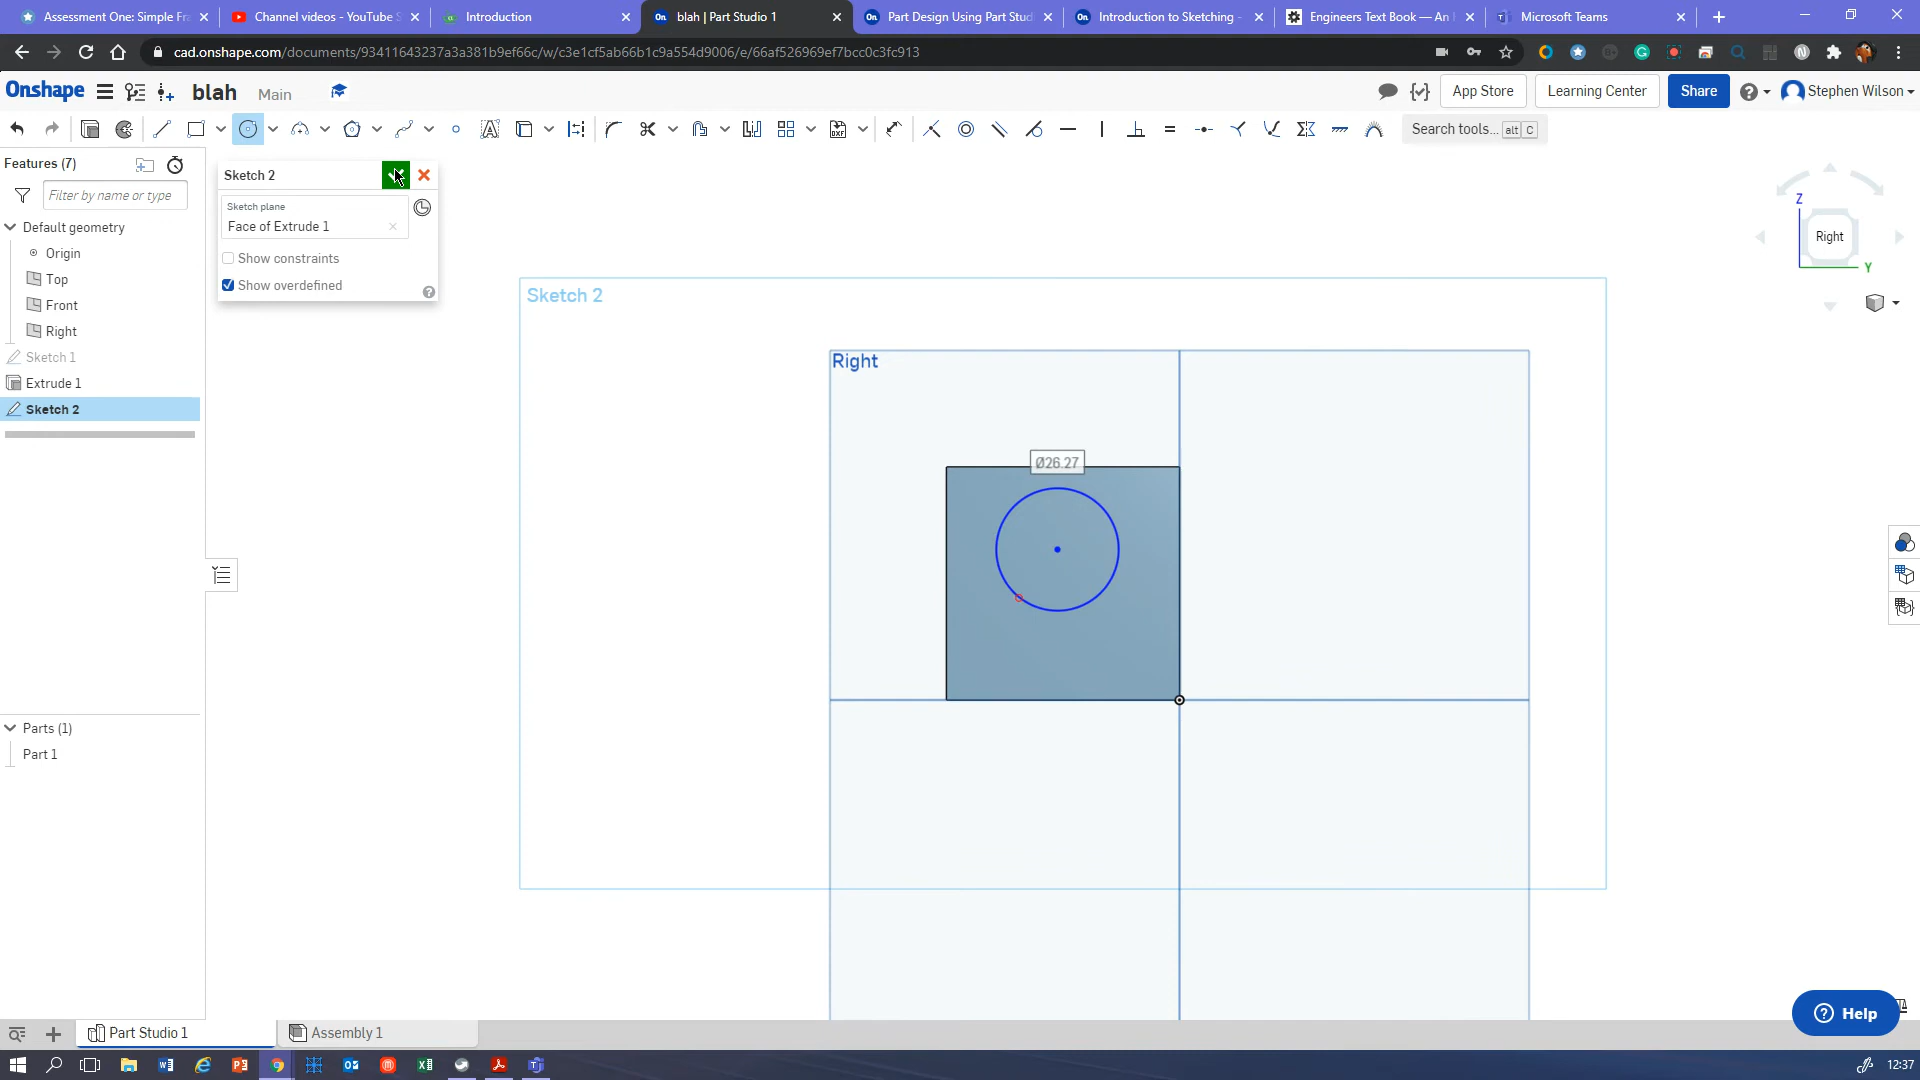 Assessment One: Simple Fra
Channel videos - YouTube S
Introduction
blah | Part Studio 1
Part Design Using Part Stud
Introduction to Sketching -
Engineers Text Book — An I
Microsoft Teams
cad.onshape.com/documents/93411643237a3a381b9ef66c/w/c3e1cf5ab66b1c9a554d9006/e/66af526969ef7bcc0c3fc913
Onshape
blah
Main
App Store
Learning Center
Share
Stephen Wilson
Search tools... alt C
Features (7)
Filter by name or type
Default geometry
Origin
Top
Front
Right
Sketch 1
Extrude 1
Sketch 2
Parts (1)
Part 1
Sketch 2
Sketch plane
Face of Extrude 1
Show constraints
Show overdefined
Sketch 2
Right
Ø26.27
Z
Right
Y
Help
Part Studio 1
Assembly 1
12:37